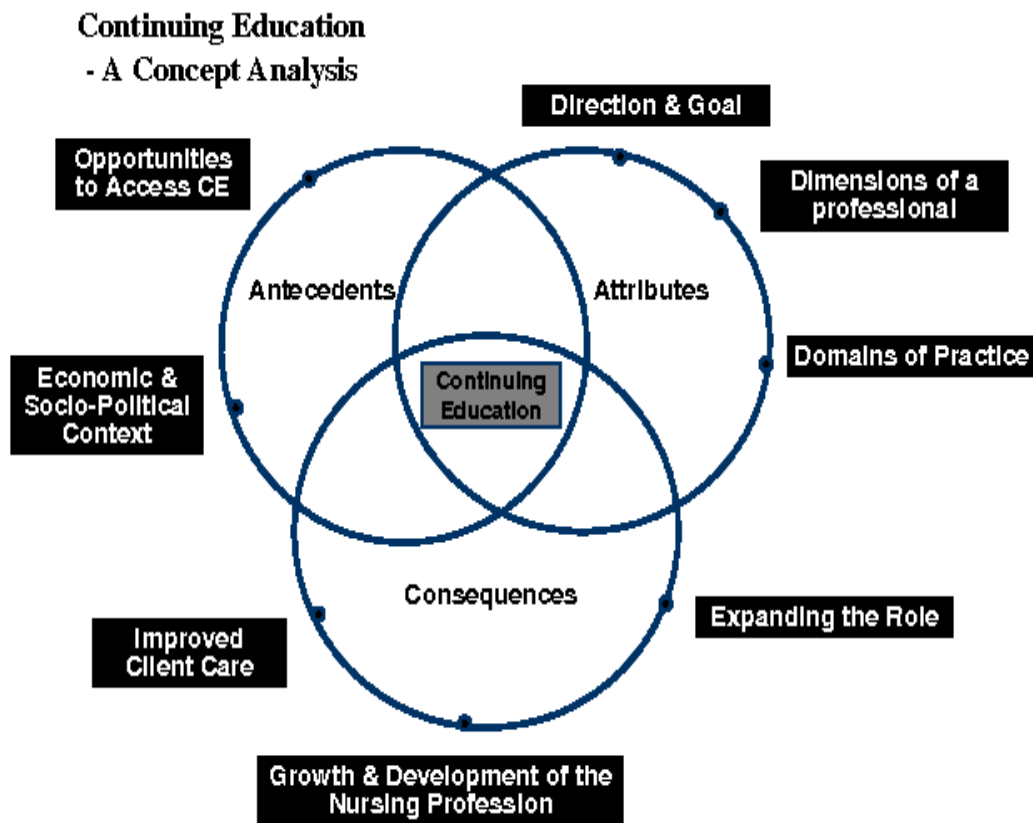 Continuing Education
- A Concept Analysis
Direction & Goal
Opportunities
to Access CE
Dimensions of a
professional
Antecedents
Attributes
Domains of Practice
Economic &
Socio-Political
Context
Continuing
Education
Consequences
Expanding the Role
Improved
Client Care
Growth & Development of the
Nursing Profession